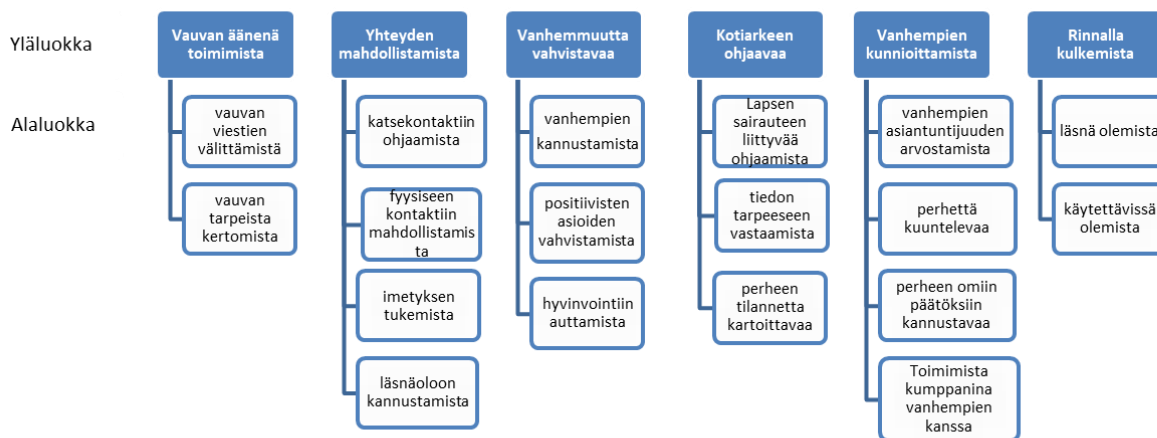 Yläluokka
Vauvan äänenä
toimimista
Yhteyden
mahdollistamista
Vanhemmuutta
vahvistavaa
Kotiarkeen
ohjaavaa
Vanhempien
kunnioittamista
Rinnalla
kulkemista
Alaluokka
vauvan
viestien
välittämistä
vauvan
tarpeista
kertomista
katsekontaktiin
ohjaamista
fyysiseen
kontaktiin
mahdollistamis
ta
imetyksen
tukemista
läsnäoloon
kannustamista
vanhempien
kannustamista
positiivisten
asioiden
vahvistamista
hyvinvointiin
auttamista
Lapsen
sairauteen
liittyvää
ohjaamista
tiedon
tarpeeseen
vastaamista
perheen
tilannetta
kartoittavaa
vanhempien
asiantuntijuuden
arvostamista
perhettä
kuuntelevaa
perheen omiin
päätöksiin
kannustavaa
Toimimista
kumppanina
vanhempien
kanssa
läsnä olemista
käytettävissä
olemista